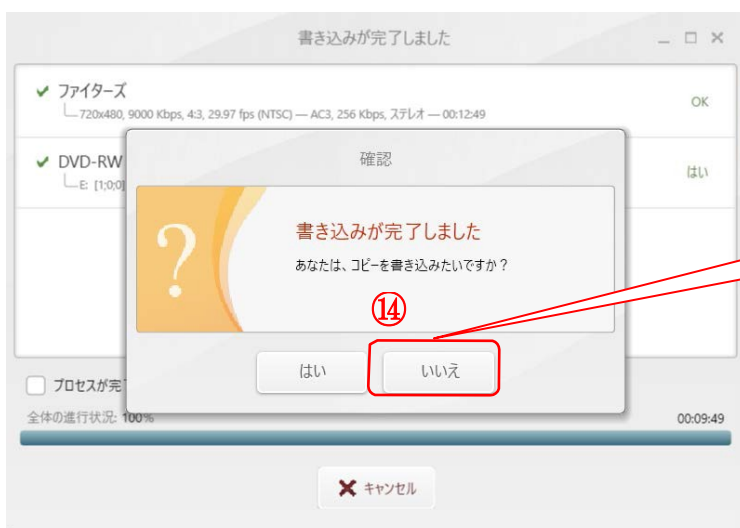 書き込みが完了しました
ファイターズ
720x480, 9000 Kbps, 4:3, 29.97 fps (NTSC) — AC3, 256 Kbps, ステレオ — 00:12:49
OK
DVD-RW
はい
E: [1;0;0]
確認
?
書き込みが完了しました
あなたは、コピーを書き込みたいですか？
⑭
はい
いいえ
プロセスが完
全体の進行状況: 100%
00:09:49
キャンセル